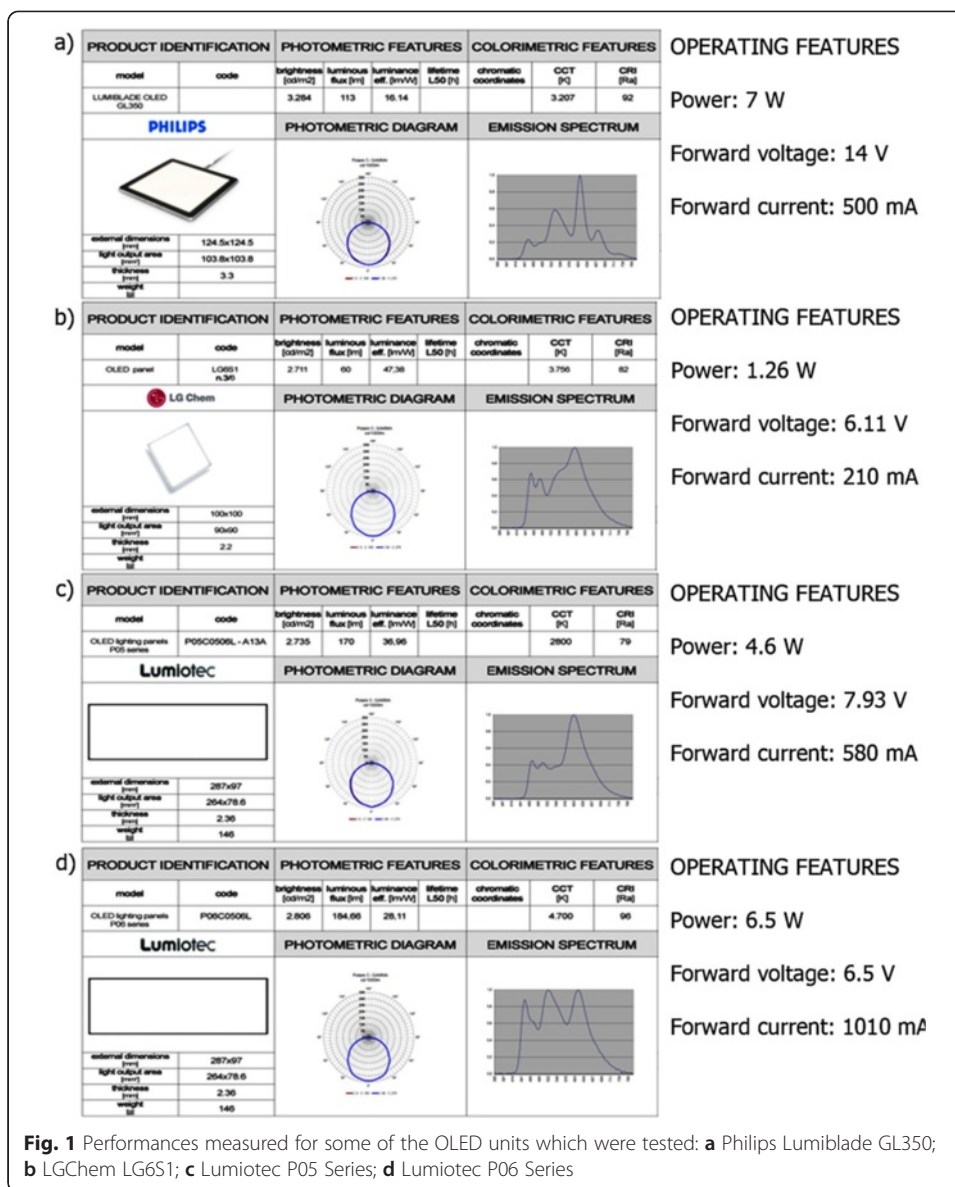 a)
PRODUCT IDENTIFICATION PHOTOMETRIC FEATURES COLORIMETRIC FEATURES
model code brightness [cd/m2] luminous flux [lm] luminance eff. [lm/W] lifetime L50 [h] chromatic coordinates CCT [K] CRI [Ra]
LUMIBLADE OLED GL350 3.284 113 16.14 3.207 92
PHILIPS PHOTOMETRIC DIAGRAM EMISSION SPECTRUM
external dimensions [mm] 124.5x124.5
light output area [mm²] 103.8x103.8
thickness [mm] 3.3
weight
OPERATING FEATURES
Power: 7 W
Forward voltage: 14 V
Forward current: 500 mA
b)
PRODUCT IDENTIFICATION PHOTOMETRIC FEATURES COLORIMETRIC FEATURES
model code brightness [cd/m2] luminous flux [lm] luminance eff. [lm/W] lifetime L50 [h] chromatic coordinates CCT [K] CRI [Ra]
OLED panel LG6S1 n.3/6 2.711 60 47,38 3.756 82
LG Chem PHOTOMETRIC DIAGRAM EMISSION SPECTRUM
external dimensions [mm] 100x100
light output area [mm²] 90x90
thickness [mm] 2.2
weight
OPERATING FEATURES
Power: 1.26 W
Forward voltage: 6.11 V
Forward current: 210 mA
c)
PRODUCT IDENTIFICATION PHOTOMETRIC FEATURES COLORIMETRIC FEATURES
model code brightness [cd/m2] luminous flux [lm] luminance eff. [lm/W] lifetime L50 [h] chromatic coordinates CCT [K] CRI [Ra]
OLED lighting panels P05 series P05C0506L - A13A 2.735 170 36,96 2800 79
Lumiotec PHOTOMETRIC DIAGRAM EMISSION SPECTRUM
external dimensions [mm] 287x97
light output area [mm²] 264x78.6
thickness [mm] 2.36
weight 146
OPERATING FEATURES
Power: 4.6 W
Forward voltage: 7.93 V
Forward current: 580 mA
d)
PRODUCT IDENTIFICATION PHOTOMETRIC FEATURES COLORIMETRIC FEATURES
model code brightness [cd/m2] luminous flux [lm] luminance eff. [lm/W] lifetime L50 [h] chromatic coordinates CCT [K] CRI [Ra]
OLED lighting panels P06 series P06C0506L 2.806 184,66 28,11 4.700 96
Lumiotec PHOTOMETRIC DIAGRAM EMISSION SPECTRUM
external dimensions [mm] 287x97
light output area [mm²] 264x78.6
thickness [mm] 2.36
weight 146
OPERATING FEATURES
Power: 6.5 W
Forward voltage: 6.5 V
Forward current: 1010 mA
Fig. 1 Performances measured for some of the OLED units which were tested: a Philips Lumiblade GL350;
b LGChem LG6S1; c Lumiotec P05 Series; d Lumiotec P06 Series